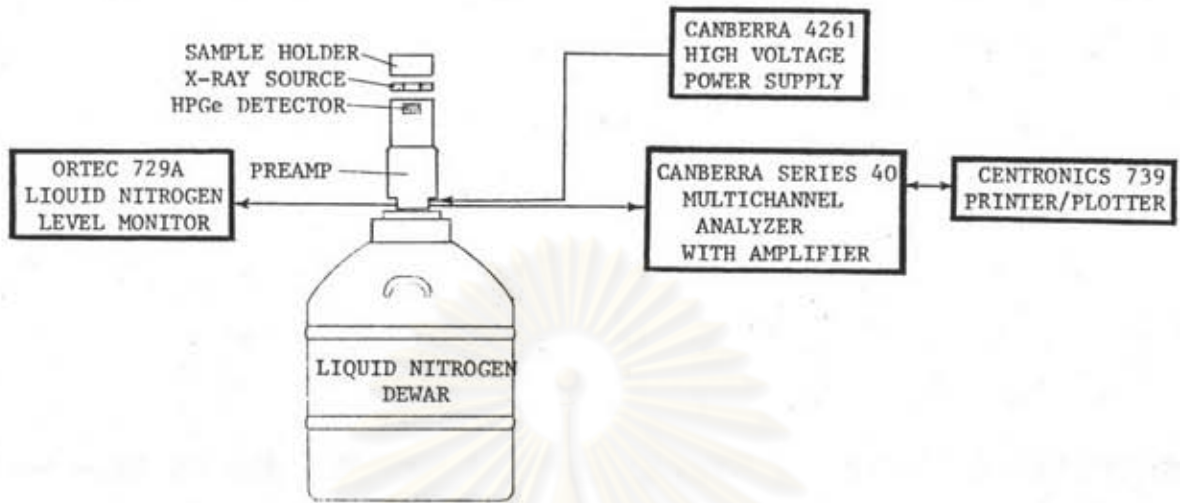 SAMPLE HOLDER
X-RAY SOURCE
HPGe DETECTOR
PREAMP
CANBERRA 4261
HIGH VOLTAGE
POWER SUPPLY
ORTEC 729A
LIQUID NITROGEN
LEVEL MONITOR
CANBERRA SERIES 40
MULTICHANNEL
ANALYZER
WITH AMPLIFIER
CENTRONICS 739
PRINTER/PLOTTER
LIQUID NITROGEN
DEWAR